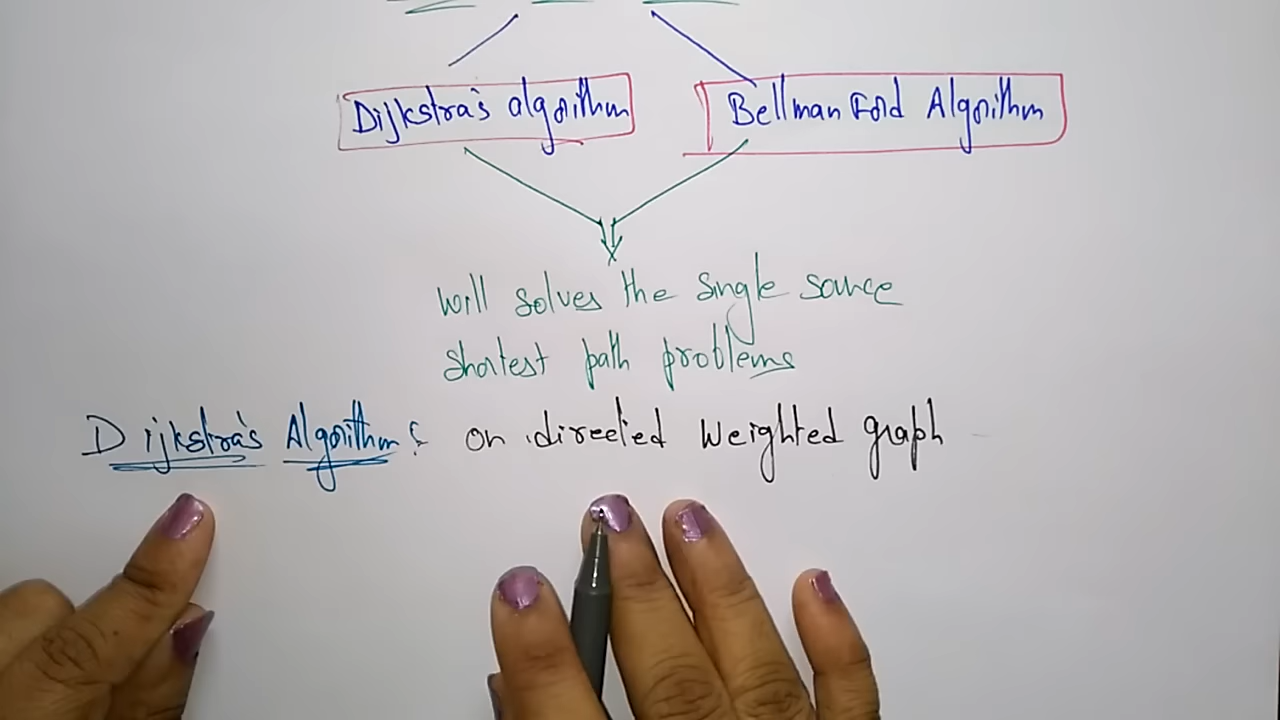 Dijkstra's algorithm
Bellman Ford Algorithm
will solves the single source
shortest path problems
Dijkstra's Algorithm : on directed Weighted graph